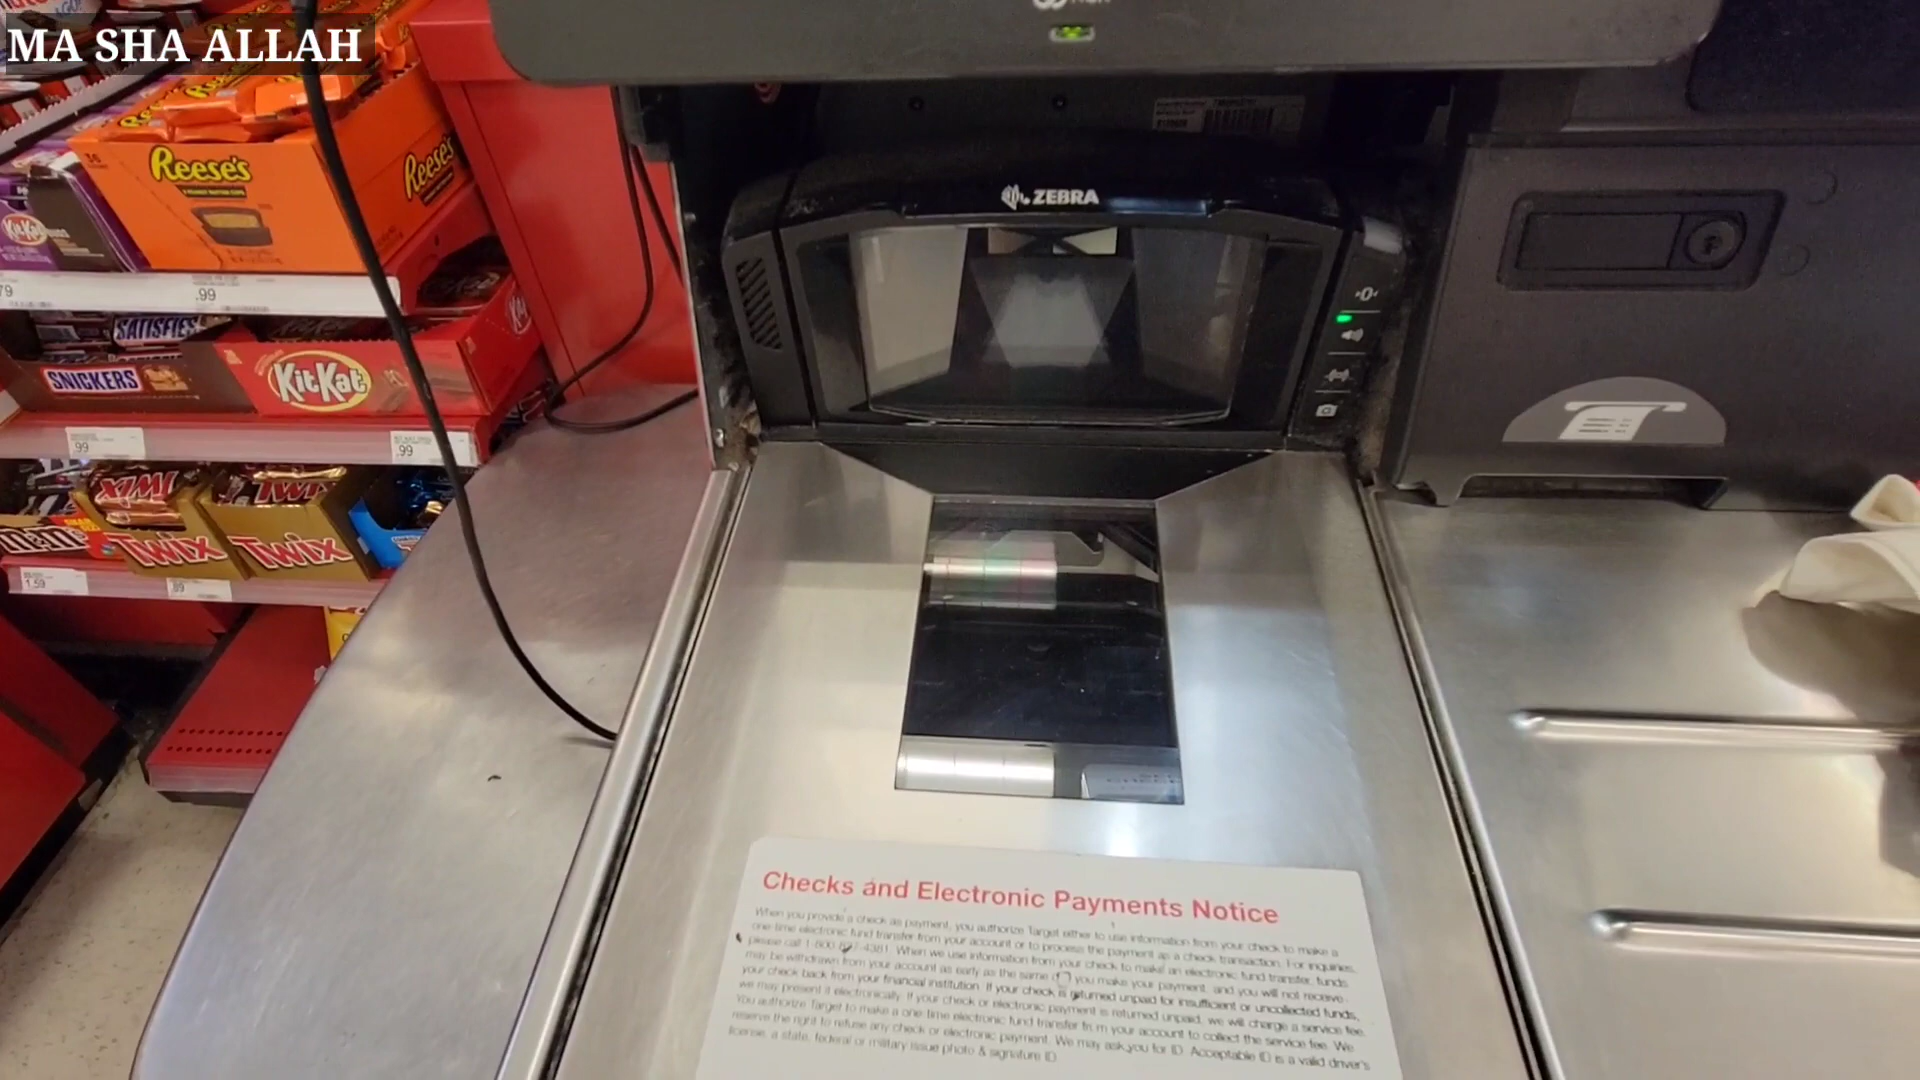 MA SHA ALLAH
Reese's
Reese's
KitKat
79
.99
SATISFIES
SNICKERS
KitKat
.99
.99
TWIX
TWIX
TWIX
1.59
.89
ZEBRA
Checks and Electronic Payments Notice
When you provide a check as payment, you authorize Target either to use information from your check to make a
one-time electronic fund transfer from your account or to process the payment as a check transaction. For inquiries,
please call 1-800 -4381. When we use information from your check to make an electronic fund transfer, funds
may be withdrawn from your account as early as the same you make your payment, and you will not receive
your check back from your financial institution. If your check is returned unpaid for insufficient or uncollected funds,
we may present it electronically. If your check or electronic payment is returned unpaid, we will charge a service fee.
You authorize Target to make a one-time electronic fund transfer from your account to collect the service fee. We
reserve the right to refuse any check or electronic payment. We may ask you for ID. Acceptable ID is a valid driver's
license, a state, federal or military issue photo & signature ID